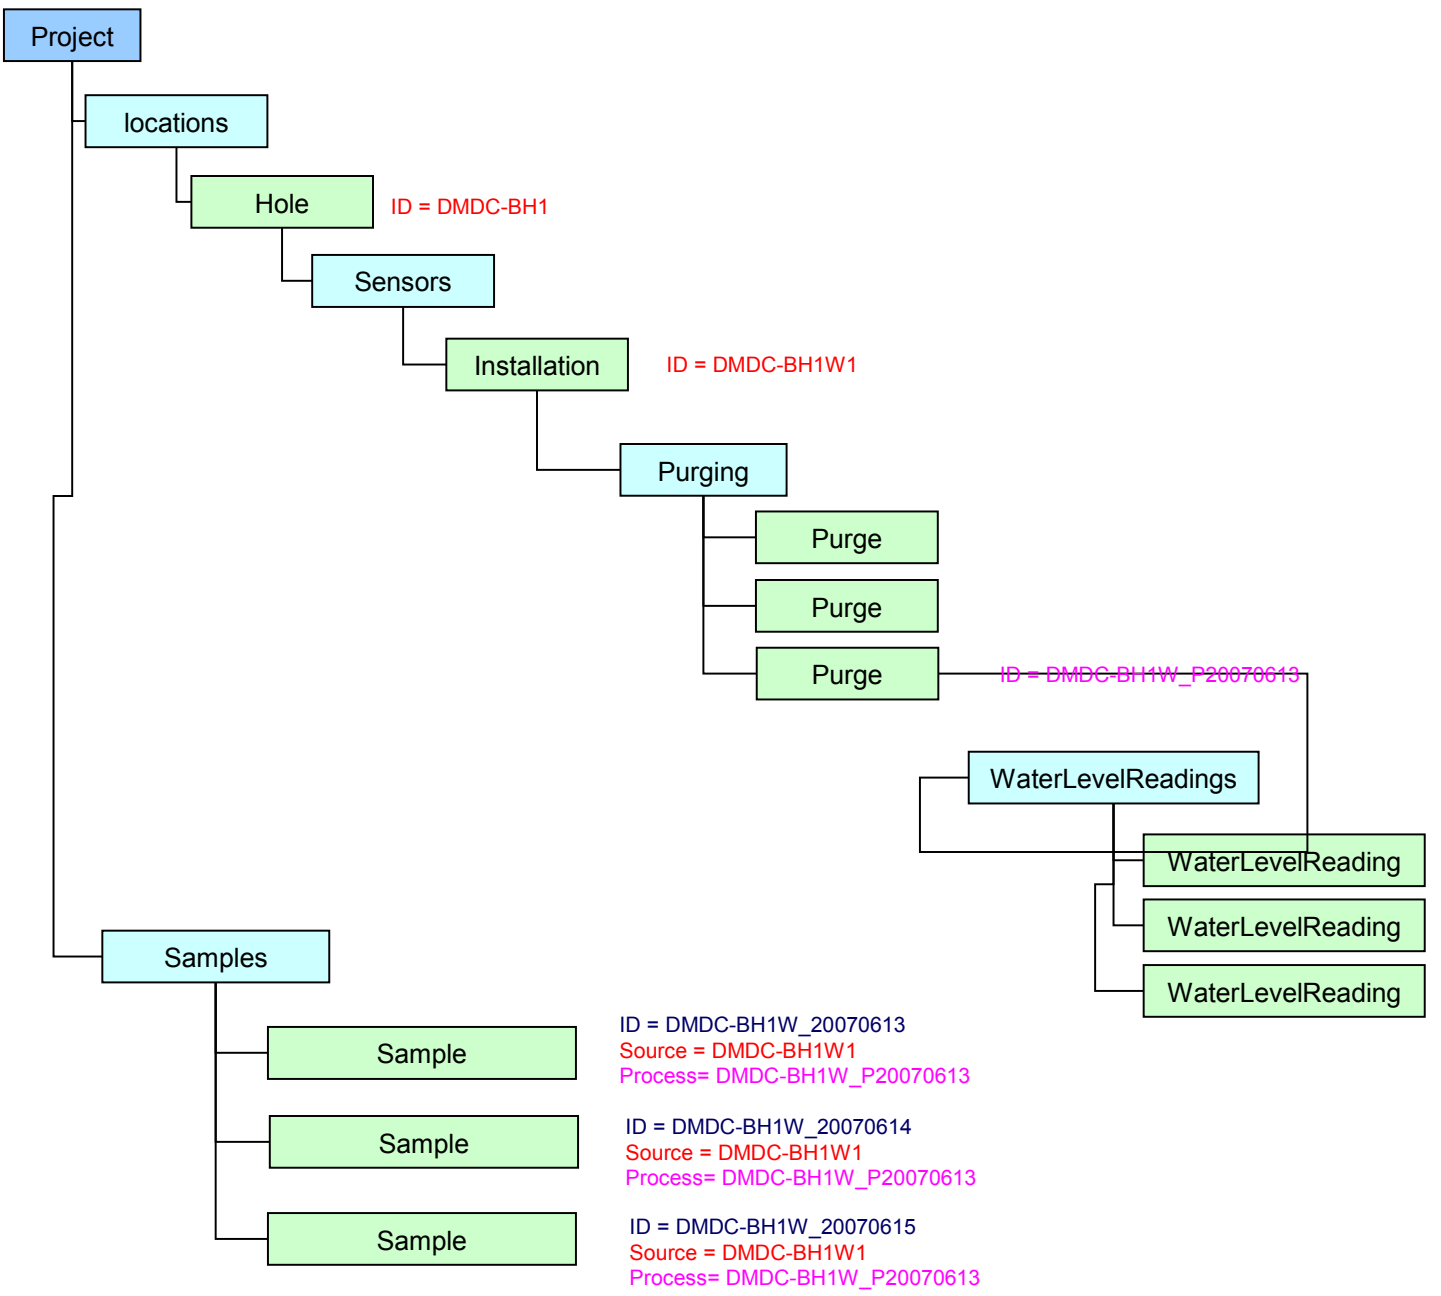 Project
locations
Hole
ID = DMDC-BH1
Sensors
Installation
ID = DMDC-BH1W1
Purging
Purge
Purge
Purge
ID = DMDC-BH1W_P20070613
WaterLevelReadings
WaterLevelReading
WaterLevelReading
WaterLevelReading
Samples
Sample
ID = DMDC-BH1W_20070613
Source = DMDC-BH1W1
Process= DMDC-BH1W_P20070613
Sample
ID = DMDC-BH1W_20070614
Source = DMDC-BH1W1
Process= DMDC-BH1W_P20070613
Sample
ID = DMDC-BH1W_20070615
Source = DMDC-BH1W1
Process= DMDC-BH1W_P20070613